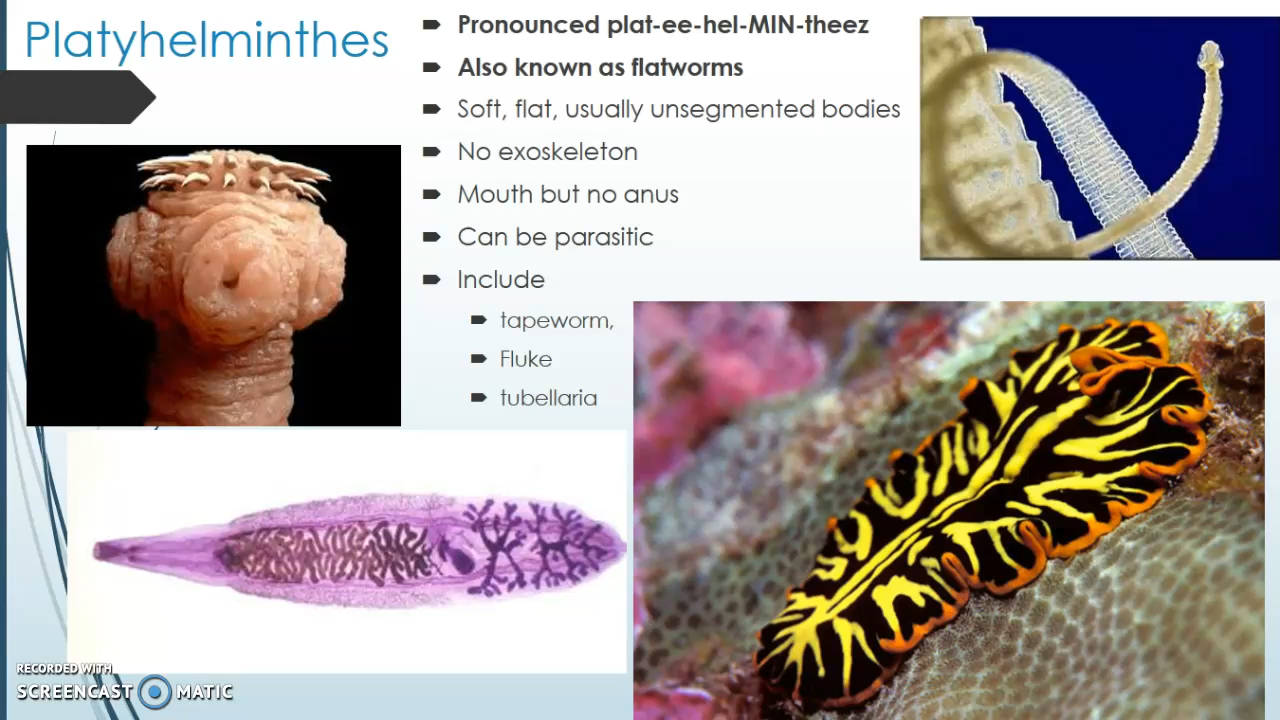 Platyhelminthes
Pronounced plat-ee-hel-MIN-theez
Also known as flatworms
Soft, flat, usually unsegmented bodies
No exoskeleton
Mouth but no anus
Can be parasitic
Include
tapeworm,
Fluke
tubellaria
RECORDED WITH
SCREENCAST MATIC